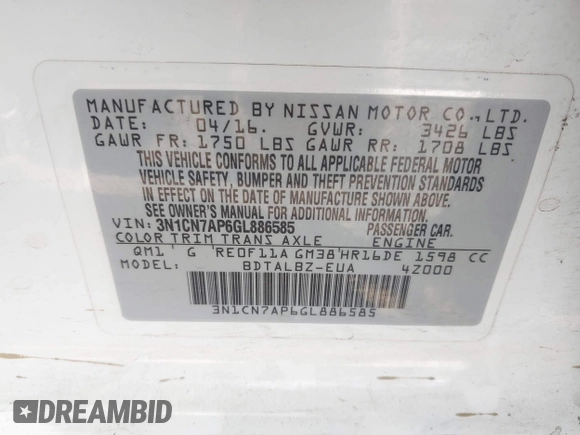 MANUFACTURED BY NISSAN MOTOR CO.,LTD.
DATE: 04/16. GVWR: 3426 LBS
GAWR FR: 1750 LBS GAWR RR: 1708 LBS
THIS VEHICLE CONFORMS TO ALL APPLICABLE FEDERAL MOTOR
VEHICLE SAFETY, BUMPER AND THEFT PREVENTION STANDARDS
IN EFFECT ON THE DATE OF MANUFACTURE SHOWN ABOVE.
SEE OWNER'S MANUAL FOR ADDITIONAL INFORMATION.
VIN: 3N1CN7AP6GL886585 PASSENGER CAR.
COLOR TRIM TRANS AXLE ENGINE
QM1 G RE0F11A GM38 HR16DE 1598 CC
MODEL: BDTALBZ-EUA 4Z000
3N1CN7AP6GL886585
DREAMBID